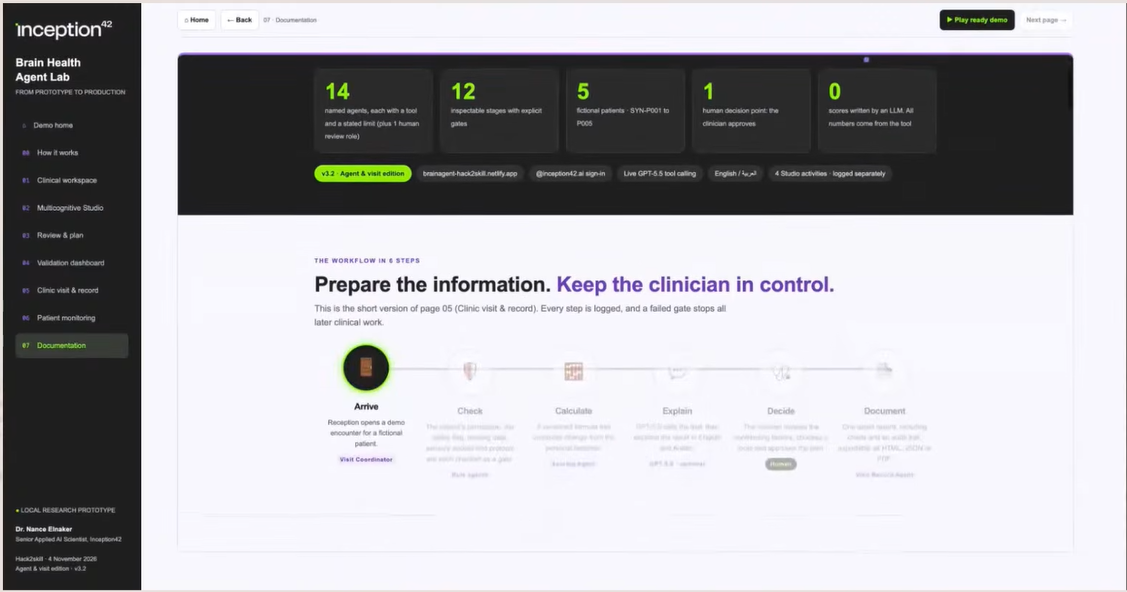 inception42
Brain Health
Agent Lab
FROM PROTOTYPE TO PRODUCTION
Demo home
00 How it works
01 Clinical workspace
02 Multicognitive Studio
03 Review & plan
04 Validation dashboard
05 Clinic visit & record
06 Patient monitoring
07 Documentation
LOCAL RESEARCH PROTOTYPE
Dr. Nance Elnaker
Senior Applied AI Scientist, Inception42
Hack2skill · 4 November 2026
Agent & visit edition · v3.2
⌂ Home
← Back
07 · Documentation
▶ Play ready demo
Next page →
14
named agents, each with a tool
and a stated limit (plus 1 human
review role)
12
inspectable stages with explicit
gates
5
fictional patients · SYN-P001 to
P005
1
human decision point: the
clinician approves
0
scores written by an LLM. All
numbers come from the tool
v3.2 · Agent & visit edition
brainagent-hack2skill.netlify.app
@inception42.ai sign-in
Live GPT-5.5 tool calling
English / العربية
4 Studio activities · logged separately
THE WORKFLOW IN 6 STEPS
Prepare the information. Keep the clinician in control.
This is the short version of page 05 (Clinic visit & record). Every step is logged, and a failed gate stops all
later clinical work.
Arrive
Reception opens a demo
encounter for a fictional
patient.
Visit Coordinator
Check
Calculate
Explain
Decide
Human
Document